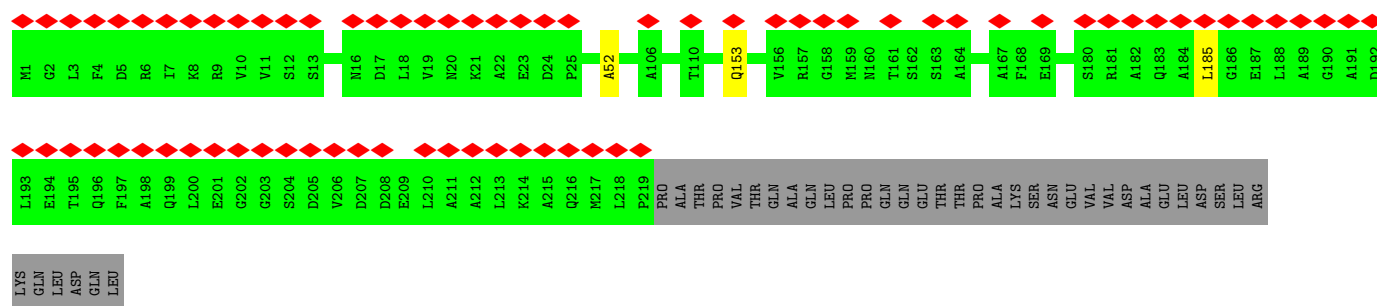 M1 G2 L3 F4 D5 R6 I7 K8 R9 V10 V11 S12 S13 N16 D17 L18 V19 N20 K21 A22 E23 D24 P25 A52 A106 T110 Q153 V156 R157 G158 M159 N160 T161 S162 S163 A164 A167 F168 E169 S180 R181 A182 Q183 A184 L185 G186 E187 L188 A189 G190 A191 D192
L193 E194 T195 Q196 F197 A198 Q199 L200 E201 G202 G203 S204 D205 V206 D207 D208 E209 L210 A211 A212 L213 K214 A215 Q216 M217 L218 P219 PRO ALA THR PRO VAL THR GLN ALA GLN LEU PRO PRO GLN GLN GLU THR THR PRO ALA LYS SER ASN GLU VAL VAL ASP ALA GLU LEU ASP SER LEU ARG
LYS GLN LEU ASP GLN LEU